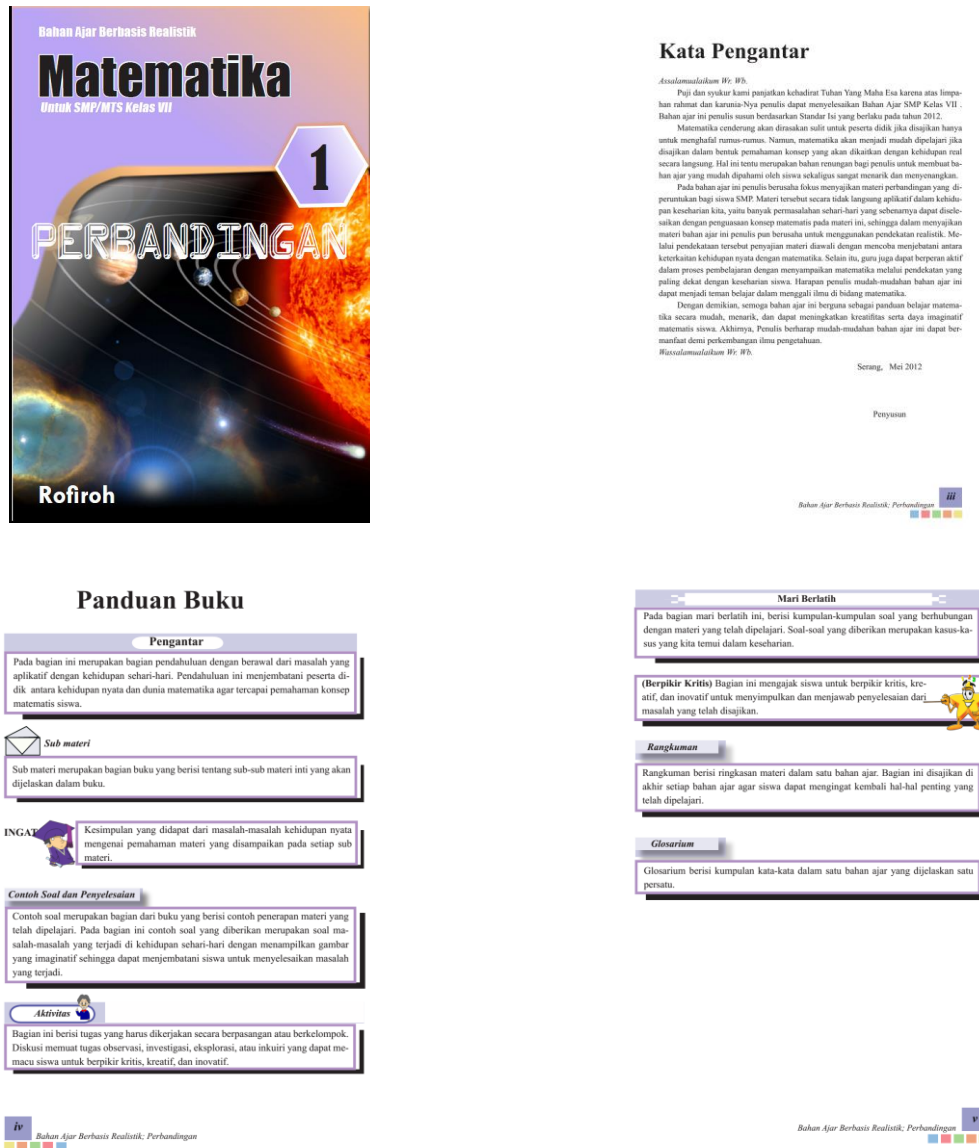 Bahan Ajar Berbasis Realistik
Matematika
Untuk SMP/MTS Kelas VII
1
PERBANDINGAN
Rofiroh
Kata Pengantar
Assalamualaikum Wr. Wb.
Puji dan syukur kami panjatkan kehadirat Tuhan Yang Maha Esa karena atas limpa-
han rahmat dan karunia-Nya penulis dapat menyelesaikan Bahan Ajar SMP Kelas VII .
Bahan ajar ini penulis susun berdasarkan Standar Isi yang berlaku pada tahun 2012.
Matematika cenderung akan dirasakan sulit untuk peserta didik jika disajikan hanya
untuk menghafal rumus-rumus. Namun, matematika akan menjadi mudah dipelajari jika
disajikan dalam bentuk pemahaman konsep yang akan dikaitkan dengan kehidupan real
secara langsung. Hal ini tentu merupakan bahan renungan bagi penulis untuk membuat ba-
han ajar yang mudah dipahami oleh siswa sekaligus sangat menarik dan menyenangkan.
Pada bahan ajar ini penulis berusaha fokus menyajikan materi perbandingan yang di-
peruntukan bagi siswa SMP. Materi tersebut secara tidak langsung aplikatif dalam kehidu-
pan keseharian kita, yaitu banyak permasalahan sehari-hari yang sebenarnya dapat disele-
saikan dengan penguasaan konsep matematis pada materi ini, sehingga dalam menyajikan
materi bahan ajar ini penulis pun berusaha untuk menggunakan pendekatan realistik. Me-
lalui pendekatan tersebut penyajian materi diawali dengan mencoba menjebatani antara
keterkaitan kehidupan nyata dengan matematika. Selain itu, guru juga dapat berperan aktif
dalam proses pembelajaran dengan menyampaikan matematika melalui pendekatan yang
paling dekat dengan keseharian siswa. Harapan penulis mudah-mudahan bahan ajar ini
dapat menjadi teman belajar dalam menggali ilmu di bidang matematika.
Dengan demikian, semoga bahan ajar ini berguna sebagai panduan belajar matema-
tika secara mudah, menarik, dan dapat meningkatkan kreatifitas serta daya imaginatif
matematis siswa. Akhirnya, Penulis berharap mudah-mudahan bahan ajar ini dapat ber-
manfaat demi perkembangan ilmu pengetahuan.
Wassalamualaikum Wr. Wb.
Serang, Mei 2012
Penyusun
Bahan Ajar Berbasis Realistik; Perbandingan
iii
Panduan Buku
Pengantar
Pada bagian ini merupakan bagian pendahuluan dengan berawal dari masalah yang
aplikatif dengan kehidupan sehari-hari. Pendahuluan ini menjembatani peserta di-
dik antara kehidupan nyata dan dunia matematika agar tercapai pemahaman konsep
matematis siswa.
Sub materi
Sub materi merupakan bagian buku yang berisi tentang sub-sub materi inti yang akan
dijelaskan dalam buku.
INGAT
Kesimpulan yang didapat dari masalah-masalah kehidupan nyata
mengenai pemahaman materi yang disampaikan pada setiap sub
materi.
Contoh Soal dan Penyelesaian
Contoh soal merupakan bagian dari buku yang berisi contoh penerapan materi yang
telah dipelajari. Pada bagian ini contoh soal yang diberikan merupakan soal ma-
salah-masalah yang terjadi di kehidupan sehari-hari dengan menampilkan gambar
yang imaginatif sehingga dapat menjembatani siswa untuk menyelesaikan masalah
yang terjadi.
Aktivitas
Bagian ini berisi tugas yang harus dikerjakan secara berpasangan atau berkelompok.
Diskusi memuat tugas observasi, investigasi, eksplorasi, atau inkuiri yang dapat me-
macu siswa untuk berpikir kritis, kreatif, dan inovatif.
iv
Bahan Ajar Berbasis Realistik; Perbandingan
Mari Berlatih
Pada bagian mari berlatih ini, berisi kumpulan-kumpulan soal yang berhubungan
dengan materi yang telah dipelajari. Soal-soal yang diberikan merupakan kasus-ka-
sus yang kita temui dalam keseharian.
(Berpikir Kritis) Bagian ini mengajak siswa untuk berpikir kritis, kre-
atif, dan inovatif untuk menyimpulkan dan menjawab penyelesaian dari
masalah yang telah disajikan.
Rangkuman
Rangkuman berisi ringkasan materi dalam satu bahan ajar. Bagian ini disajikan di
akhir setiap bahan ajar agar siswa dapat mengingat kembali hal-hal penting yang
telah dipelajari.
Glosarium
Glosarium berisi kumpulan kata-kata dalam satu bahan ajar yang dijelaskan satu
persatu.
Bahan Ajar Berbasis Realistik; Perbandingan
v